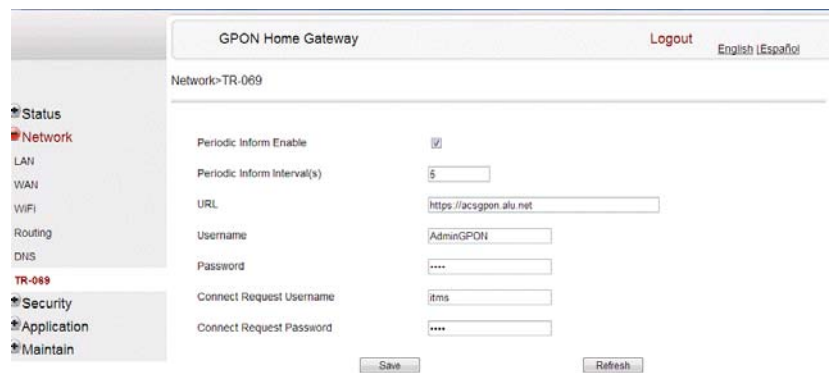 GPON Home Gateway
Logout
English |Español
Network>TR-069
Status
Network
LAN
WAN
WiFi
Routing
DNS
TR-069
Security
Application
Maintain
Periodic Inform Enable
Periodic Inform Interval(s) 5
URL https://acsgpon.alu.net
Username AdminGPON
Password ••••
Connect Request Username itms
Connect Request Password ••••
Save Refresh